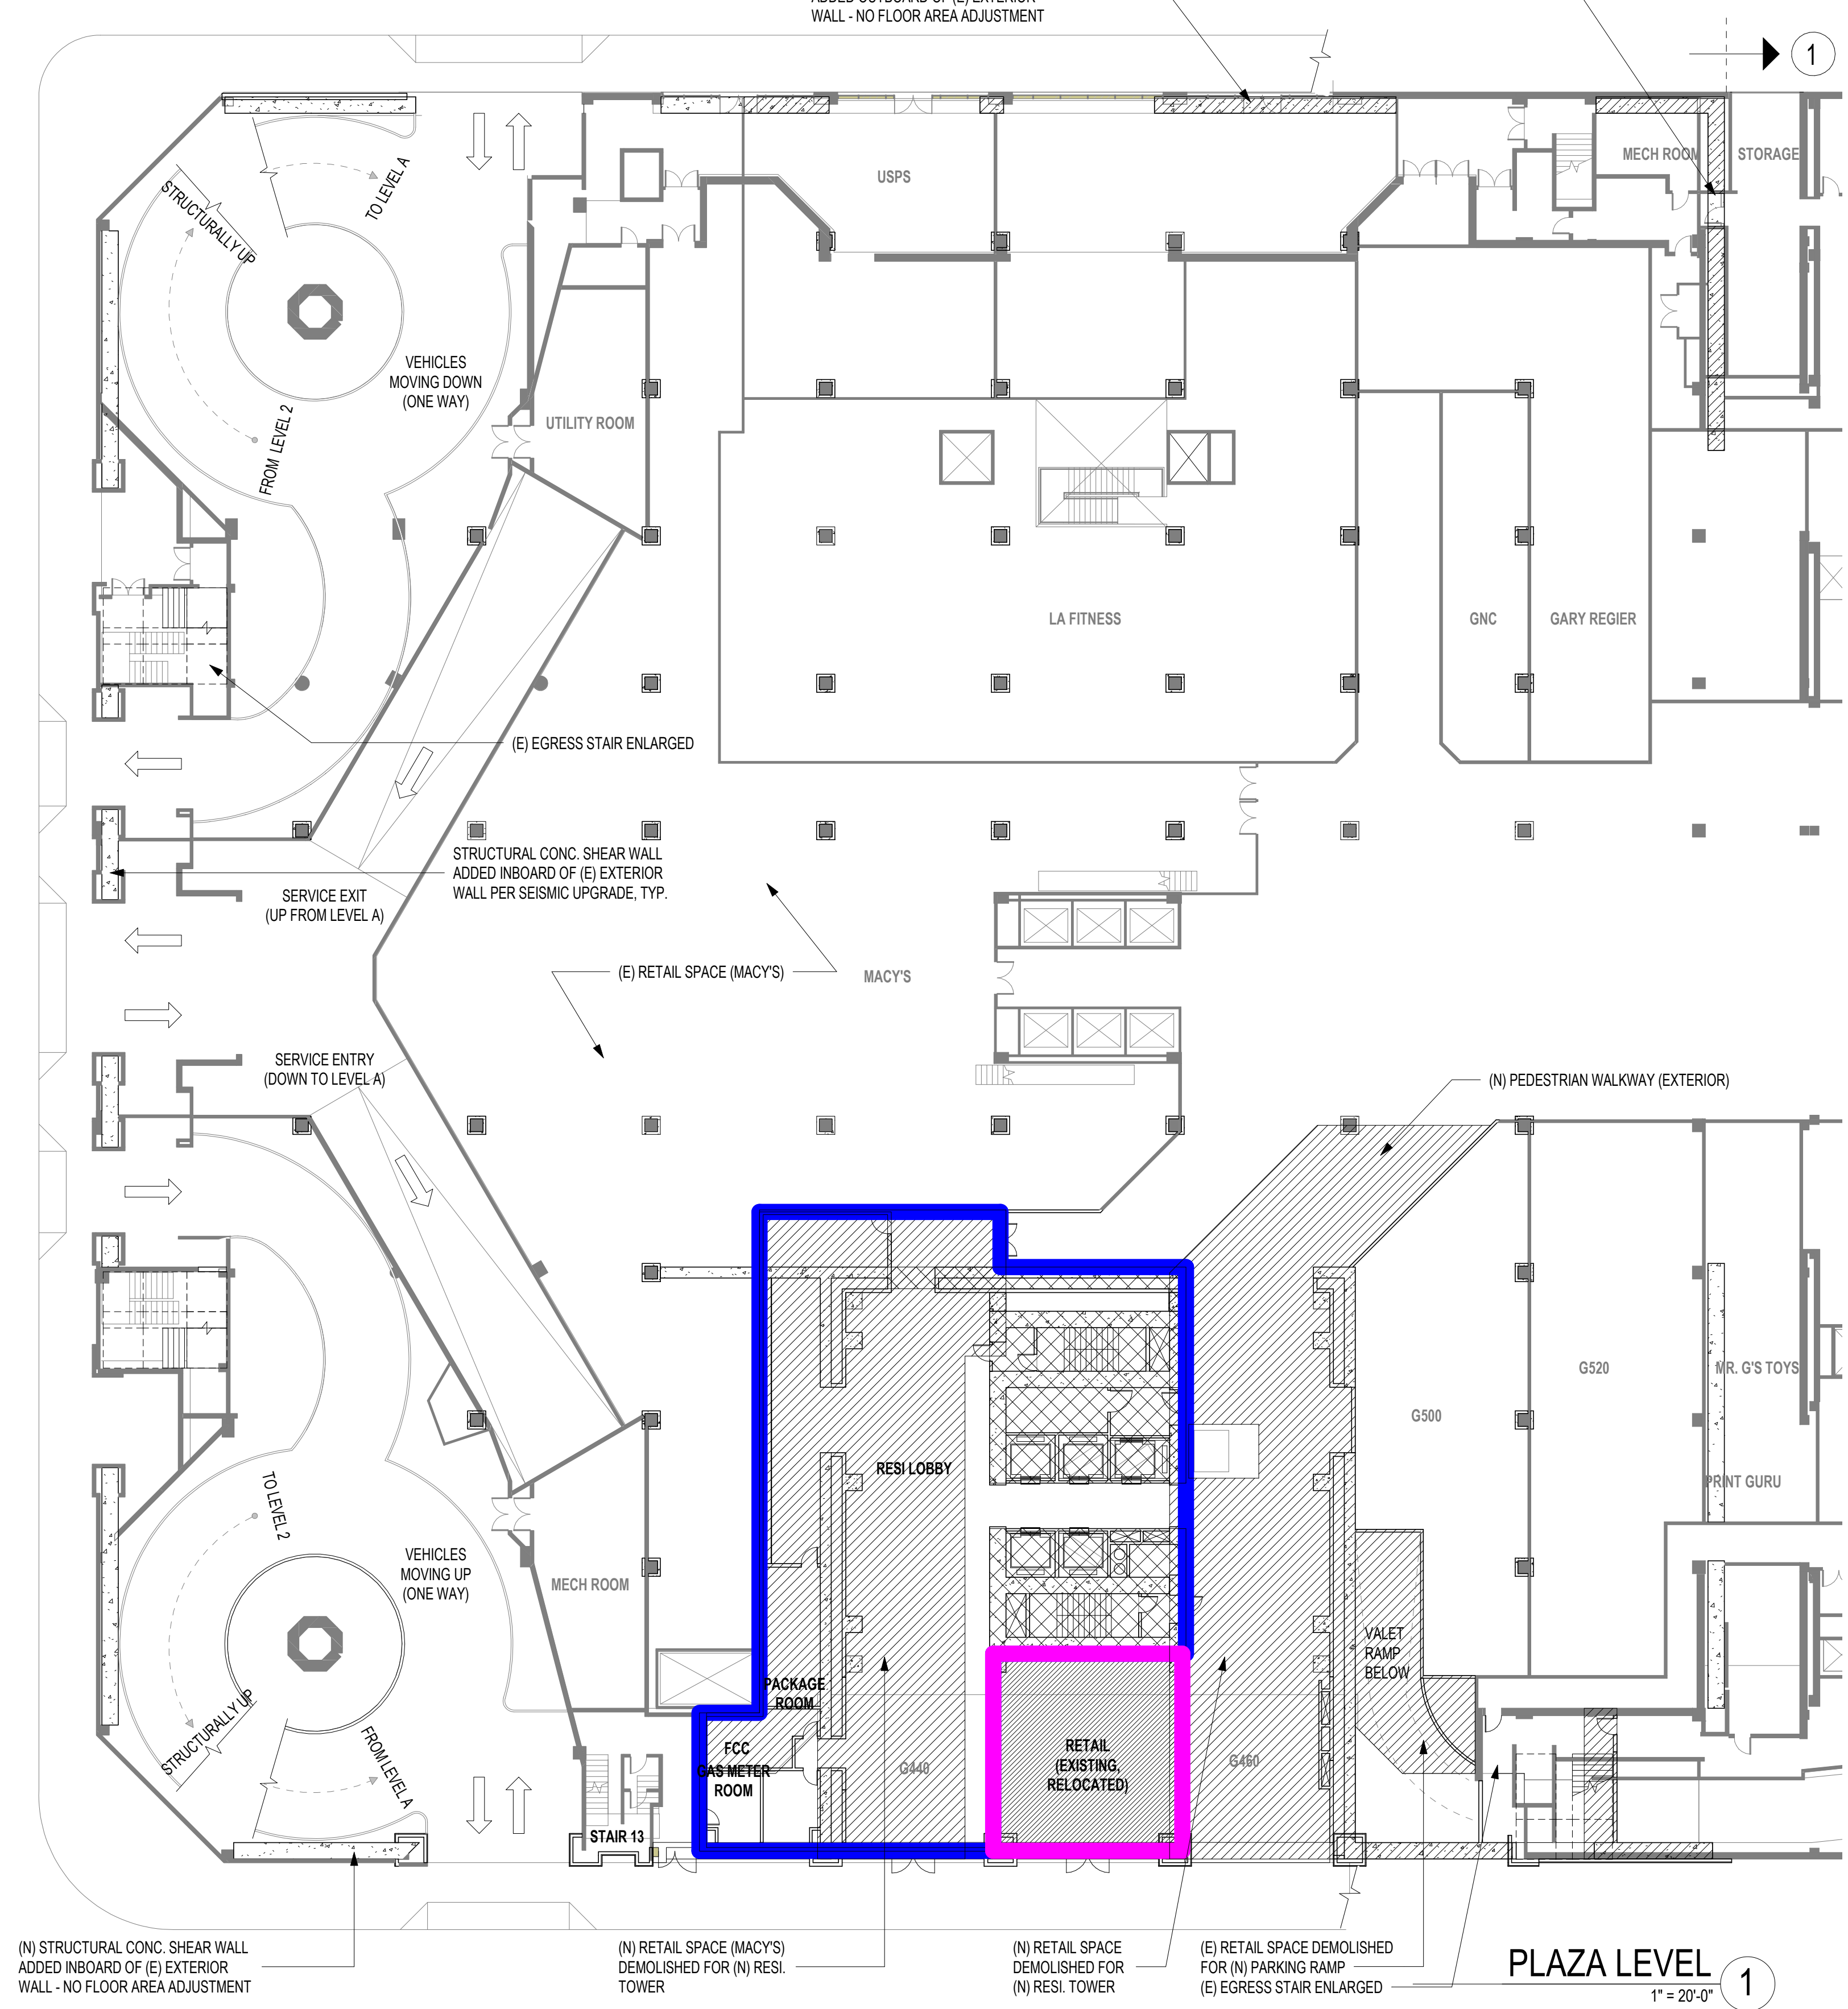 WALL - NO FLOOR AREA ADJUSTMENT
1
USPS
MECH ROOM
STORAGE
TO LEVEL A
STRUCTURALLY UP
VEHICLES
MOVING DOWN
(ONE WAY)
FROM LEVEL 2
UTILITY ROOM
LA FITNESS
GNC
GARY REGIER
(E) EGRESS STAIR ENLARGED
STRUCTURAL CONC. SHEAR WALL
ADDED INBOARD OF (E) EXTERIOR
WALL PER SEISMIC UPGRADE, TYP.
SERVICE EXIT
(UP FROM LEVEL A)
(E) RETAIL SPACE (MACY'S)
MACY'S
SERVICE ENTRY
(DOWN TO LEVEL A)
(N) PEDESTRIAN WALKWAY (EXTERIOR)
G520
MR. G'S TOYS
G500
RESI LOBBY
PRINT GURU
TO LEVEL 2
VEHICLES
MOVING UP
(ONE WAY)
MECH ROOM
VALET
RAMP
BELOW
PACKAGE
ROOM
STRUCTURALLY UP
FROM LEVEL A
FCC
GAS METER
ROOM
G440
RETAIL
(EXISTING,
RELOCATED)
G460
STAIR 13
(N) STRUCTURAL CONC. SHEAR WALL
ADDED INBOARD OF (E) EXTERIOR
WALL - NO FLOOR AREA ADJUSTMENT
(N) RETAIL SPACE (MACY'S)
DEMOLISHED FOR (N) RESI.
TOWER
(N) RETAIL SPACE
DEMOLISHED FOR
(N) RESI. TOWER
(E) RETAIL SPACE DEMOLISHED
FOR (N) PARKING RAMP
(E) EGRESS STAIR ENLARGED
PLAZA LEVEL
1" = 20'-0"
1